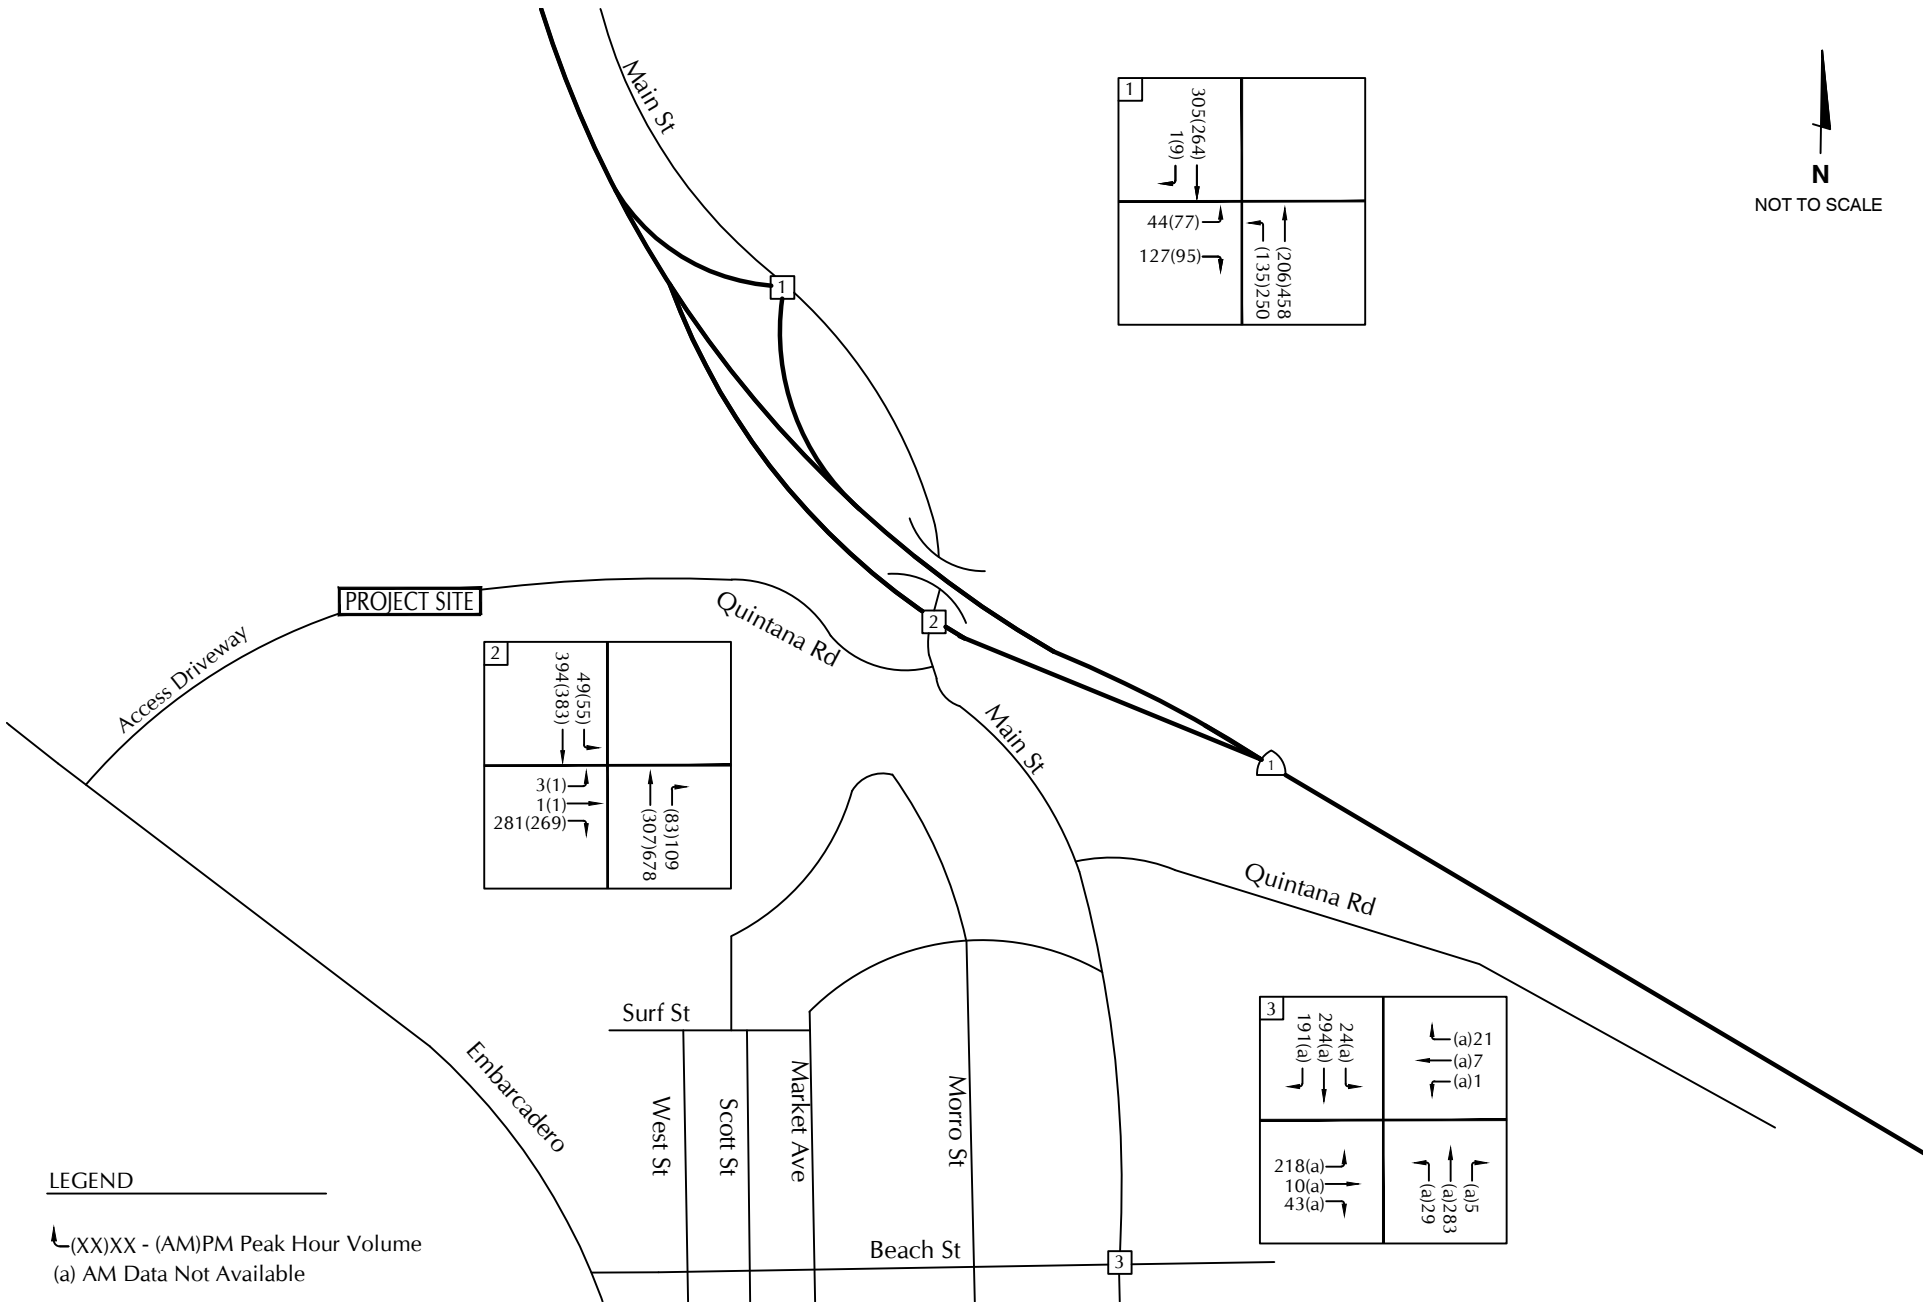 Main St
1
305(264)
1(9)
44(77)
127(95)
(206)458
(135)250
N
NOT TO SCALE
1
PROJECT SITE
Quintana Rd
2
Access Driveway
2
49(55)
394(383)
3(1)
1(1)
281(269)
(83)109
(307)678
Main St
1
Quintana Rd
Surf St
Embarcadero
West St
Scott St
Market Ave
Morro St
3
24(a)
294(a)
191(a)
(a)21
(a)7
(a)1
218(a)
10(a)
43(a)
(a)5
(a)283
(a)29
Beach St
3
LEGEND
(XX)XX - (AM)PM Peak Hour Volume
(a) AM Data Not Available